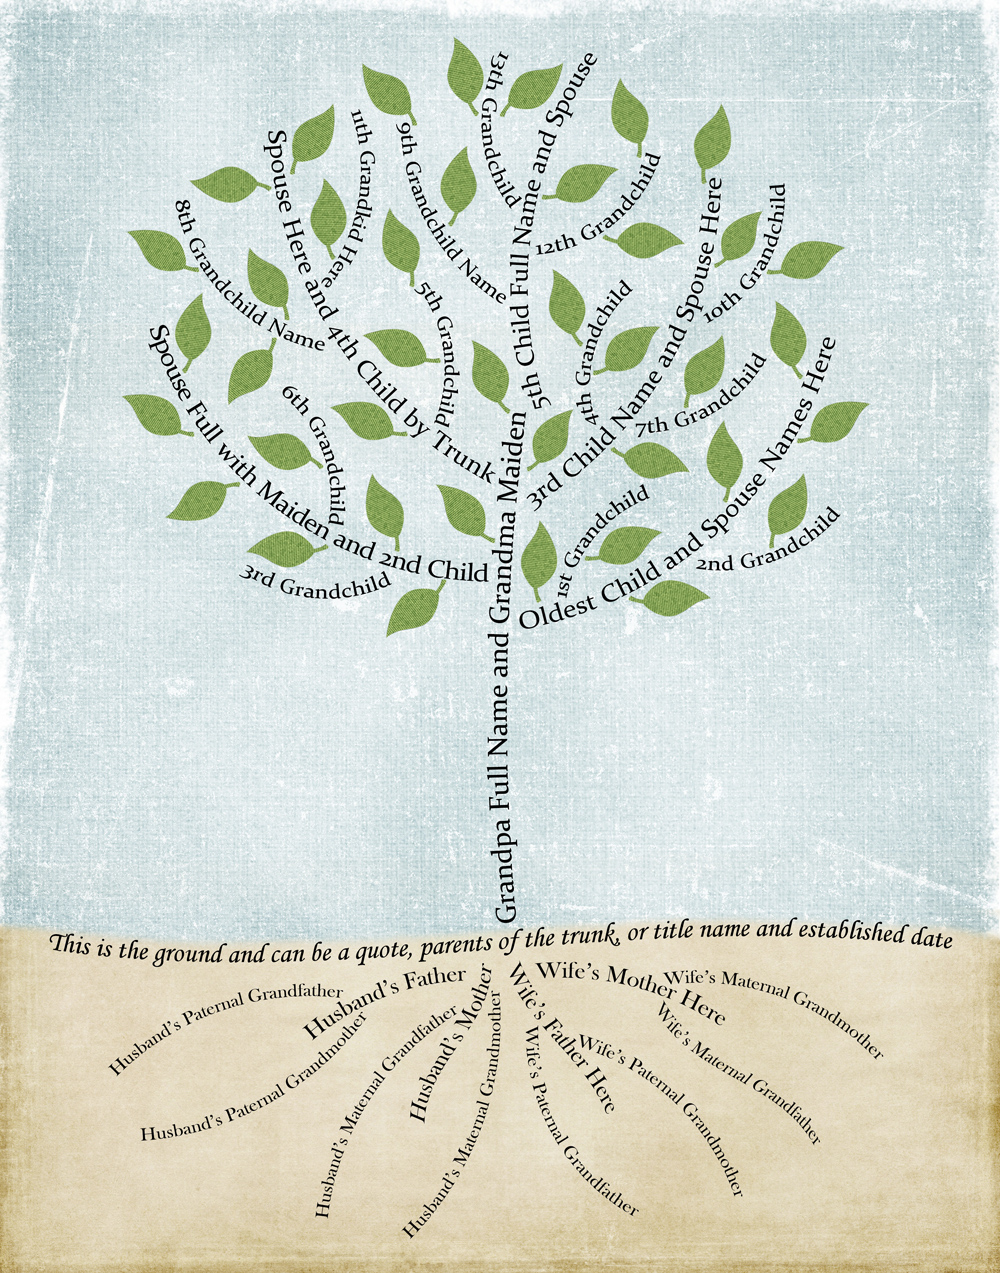 13th Grandchild
5th Child Full Name and Spouse
9th Grandchild Name
11th Grandkid Here
Spouse Here and 4th Child by Trunk
12th Grandchild
8th Grandchild Name
3rd Child Name and Spouse Here
10th Grandchild
5th Grandchild
4th Grandchild
Spouse Full with Maiden and 2nd Child
6th Grandchild
7th Grandchild
Oldest Child and Spouse Names Here
1st Grandchild
2nd Grandchild
3rd Grandchild
Grandpa Full Name and Grandma Maiden
This is the ground and can be a quote, parents of the trunk, or title name and established date
Husband's Paternal Grandfather
Husband's Father
Husband's Paternal Grandmother
Husband's Maternal Grandfather
Husband's Mother
Husband's Maternal Grandmother
Wife's Father Here
Wife's Paternal Grandfather
Wife's Paternal Grandmother
Wife's Mother Here
Wife's Maternal Grandfather
Wife's Maternal Grandmother